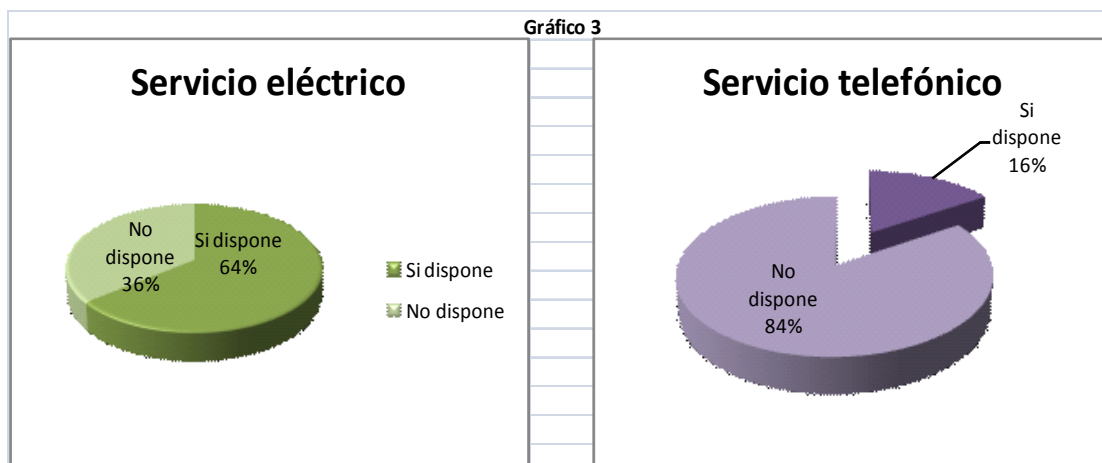 Gráfico 3
Servicio eléctrico
No
dispone
36%
Si dispone
64%
Si dispone
No dispone
Servicio telefónico
Si
dispone
16%
No
dispone
84%